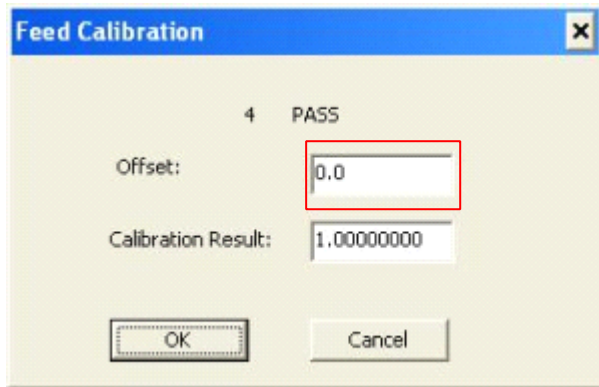 Feed Calibration
4 PASS
Offset: 0.0
Calibration Result: 1.00000000
OK Cancel